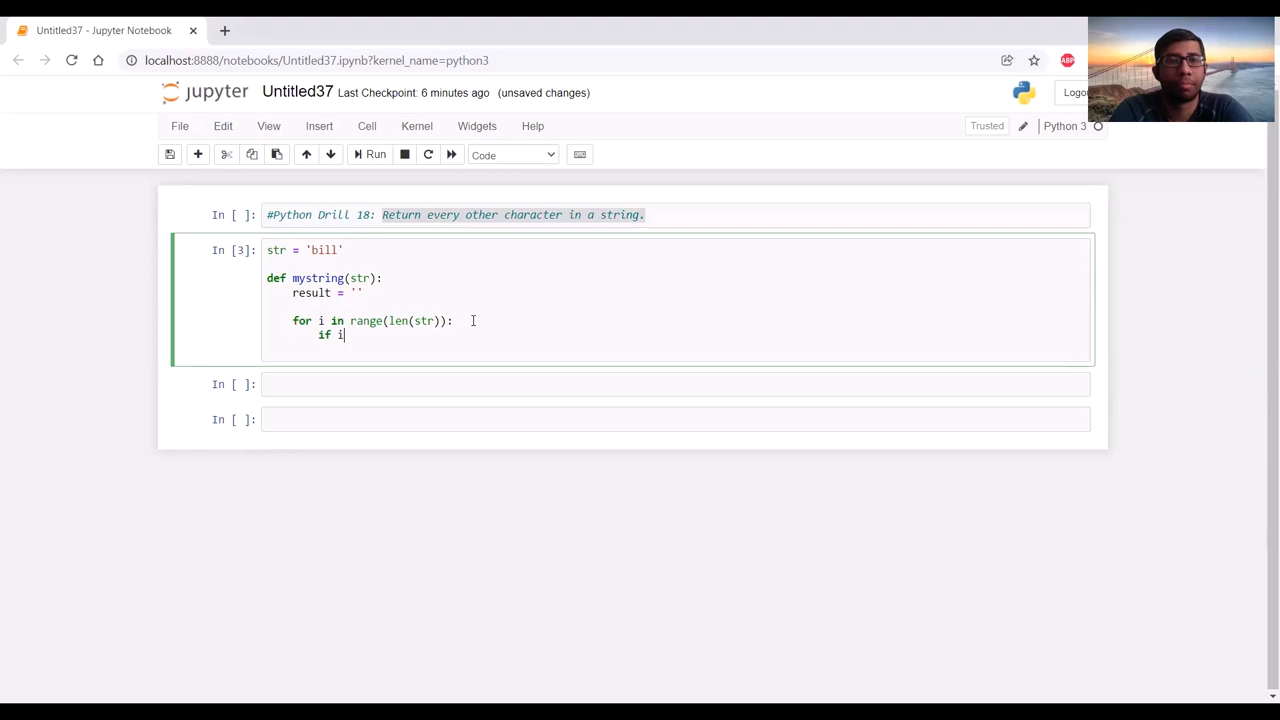 Untitled37 - Jupyter Notebook
localhost:8888/notebooks/Untitled37.ipynb?kernel_name=python3
ABP
jupyter Untitled37 Last Checkpoint: 6 minutes ago (unsaved changes)
File Edit View Insert Cell Kernel Widgets Help
Trusted Python 3
Run Code
In [ ]: #Python Drill 18: Return every other character in a string.
In [3]: str = 'bill'
def mystring(str):
result = ''
for i in range(len(str)):
if i
In [ ]:
In [ ]: